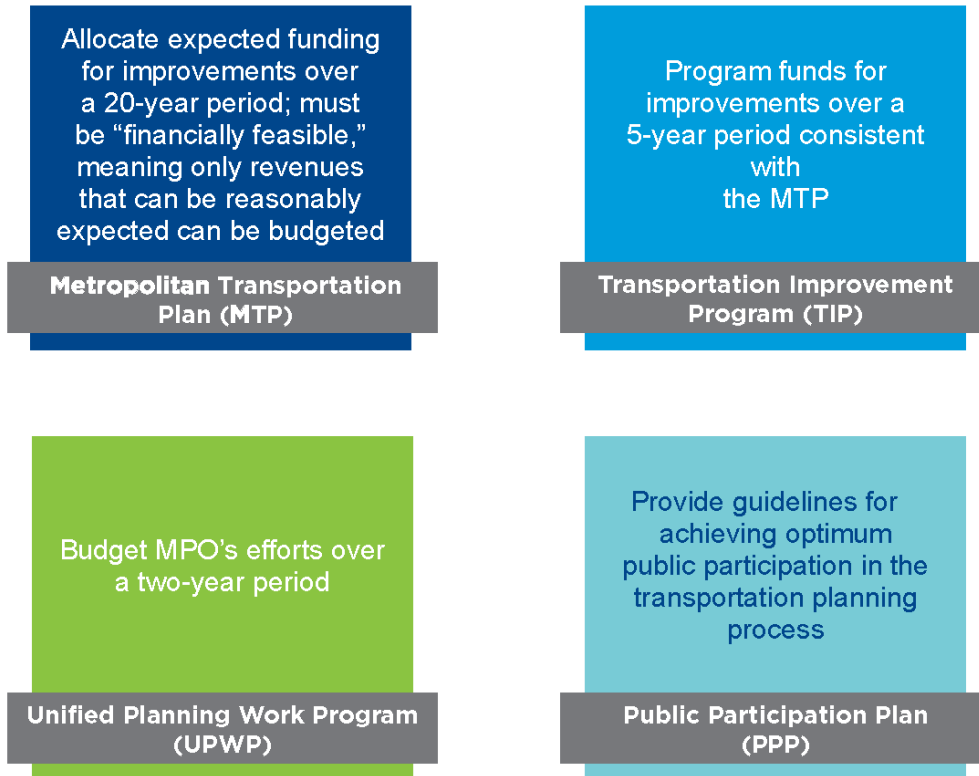 Allocate expected funding
for improvements over
a 20-year period; must
be “financially feasible,”
meaning only revenues
that can be reasonably
expected can be budgeted
Metropolitan Transportation
Plan (MTP)
Program funds for
improvements over a
5-year period consistent
with
the MTP
Transportation Improvement
Program (TIP)
Budget MPO’s efforts over
a two-year period
Unified Planning Work Program
(UPWP)
Provide guidelines for
achieving optimum
public participation in the
transportation planning
process
Public Participation Plan
(PPP)